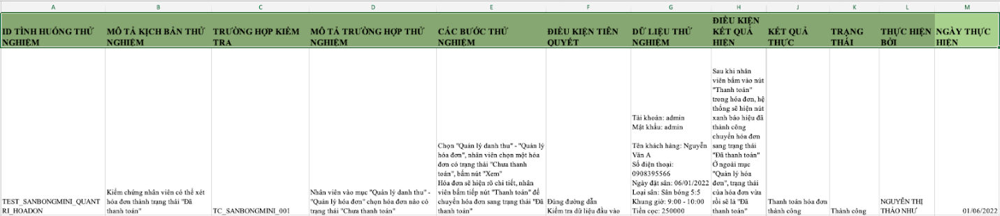 A B C D E F G H J K L M
ID TÌNH HUỐNG THỬ
NGHIỆM
MÔ TẢ KỊCH BẢN THỬ
NGHIỆM
TRƯỜNG HỢP KIỂM
TRA
MÔ TẢ TRƯỜNG HỢP THỬ
NGHIỆM
CÁC BƯỚC THỬ
NGHIỆM
ĐIỀU KIỆN TIÊN
QUYẾT
DỮ LIỆU THỬ
NGHIỆM
ĐIỀU KIỆN
KẾT QUẢ
HIỆN
KẾT QUẢ
THỰC
TRẠNG
THÁI
THỰC HIỆN
BỞI
NGÀY THỰC
HIỆN
TEST_SANBONGMINI_QUANT
RI_HOADON
Kiểm chứng nhân viên có thể xét
hóa đơn thành trạng thái "Đã
thanh toán"
TC_SANBONGMINI_001
Nhân viên vào mục "Quản lý danh thu" -
"Quản lý hóa đơn" chọn hóa đơn nào có
trạng thái "Chưa thanh toán"
Chọn "Quản lý danh thu" - "Quản
lý hóa đơn", nhân viên chọn một hóa
đơn có trạng thái "Chưa thanh
toán", bấm nút "Xem"
Hóa đơn sẽ hiện rõ chi tiết, nhân
viên bấm tiếp nút "Thanh toán" để
chuyển hóa đơn sang trạng thái "Đã
thanh toán"
Đúng đường dẫn
Kiểm tra dữ liệu đầu vào
Tài khoản: admin
Mật khẩu: admin
Tên khách hàng: Nguyễn
Văn A
Số điện thoại:
0908395566
Ngày đặt sân: 06/01/2022
Loại sân: Sân bóng 5:5
Khung giờ: 9:00 - 10:00
Tiền cọc: 250000
Sau khi nhân
viên bấm vào nút
"Thanh toán"
trong hóa đơn, hệ
thống sẽ hiện nút
xanh báo hiệu đã
thành công
chuyển hóa đơn
sang trạng thái
"Đã thanh toán"
Ở ngoài mục
"Quản lý hóa
đơn", trạng thái
của hóa đơn vừa
rồi sẽ là "Đã
thanh toán"
Thanh toán hóa đơn
thành công
Thành công
NGUYỄN THỊ
THẢO NHƯ
01/06/2022